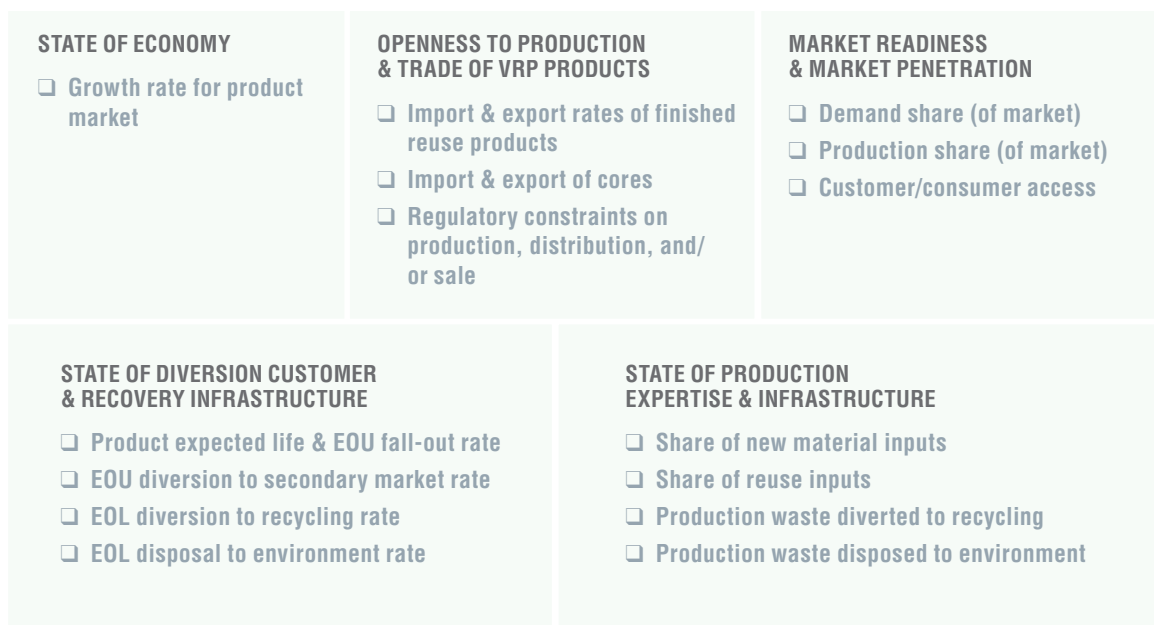 STATE OF ECONOMY
❏ Growth rate for product
market
OPENNESS TO PRODUCTION
& TRADE OF VRP PRODUCTS
❏ Import & export rates of finished
reuse products
❏ Import & export of cores
❏ Regulatory constraints on
production, distribution, and/
or sale
MARKET READINESS
& MARKET PENETRATION
❏ Demand share (of market)
❏ Production share (of market)
❏ Customer/consumer access
STATE OF DIVERSION CUSTOMER
& RECOVERY INFRASTRUCTURE
❏ Product expected life & EOU fall-out rate
❏ EOU diversion to secondary market rate
❏ EOL diversion to recycling rate
❏ EOL disposal to environment rate
STATE OF PRODUCTION
EXPERTISE & INFRASTRUCTURE
❏ Share of new material inputs
❏ Share of reuse inputs
❏ Production waste diverted to recycling
❏ Production waste disposed to environment